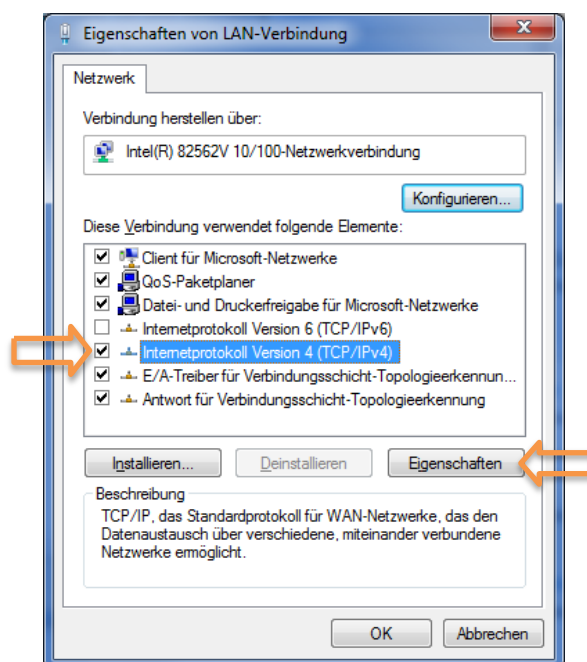 Eigenschaften von LAN-Verbindung
Netzwerk
Verbindung herstellen über:
Intel(R) 82562V 10/100-Netzwerkverbindung
Konfigurieren...
Diese Verbindung verwendet folgende Elemente:
Client für Microsoft-Netzwerke
QoS-Paketplaner
Datei- und Druckerfreigabe für Microsoft-Netzwerke
Internetprotokoll Version 6 (TCP/IPv6)
Internetprotokoll Version 4 (TCP/IPv4)
E/A-Treiber für Verbindungsschicht-Topologieerkennun...
Antwort für Verbindungsschicht-Topologieerkennung
Installieren... Deinstallieren Eigenschaften
Beschreibung
TCP/IP, das Standardprotokoll für WAN-Netzwerke, das den
Datenaustausch über verschiedene, miteinander verbundene
Netzwerke ermöglicht.
OK Abbrechen